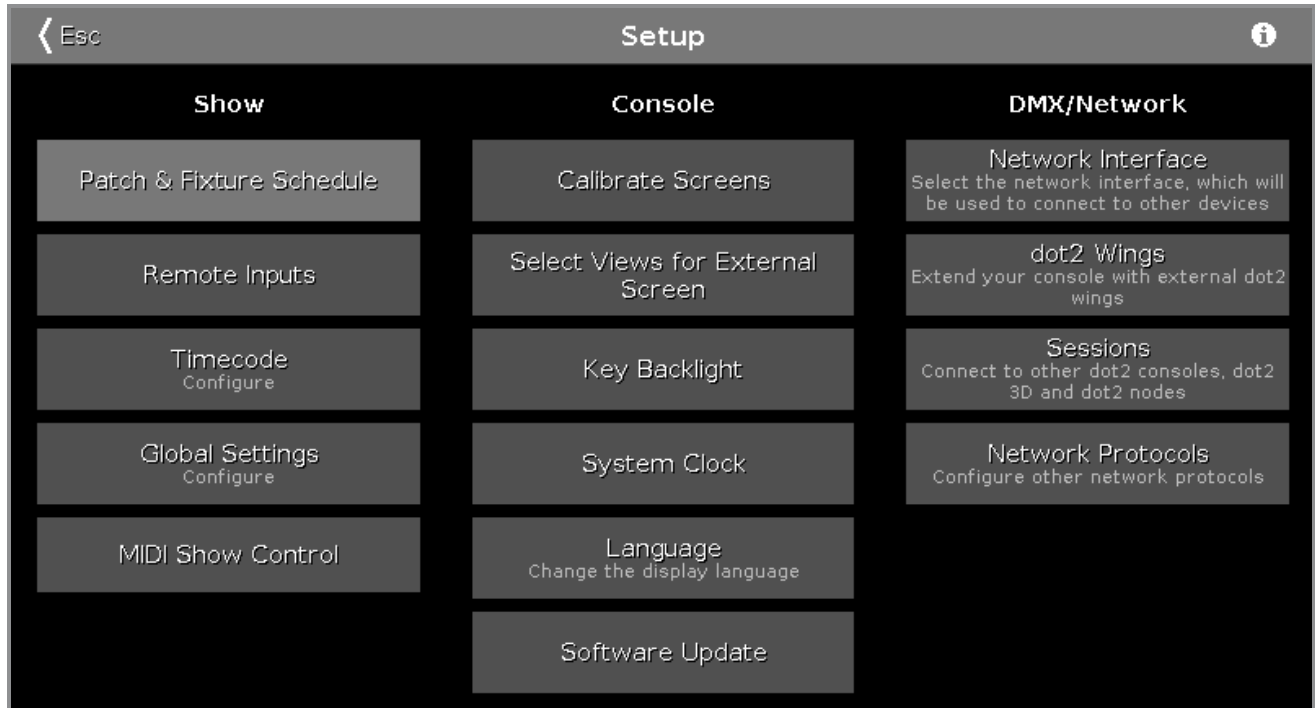 Esc
Setup
Show
Patch & Fixture Schedule
Remote Inputs
Timecode
Configure
Global Settings
Configure
MIDI Show Control
Console
Calibrate Screens
Select Views for External
Screen
Key Backlight
System Clock
Language
Change the display language
Software Update
DMX/Network
Network Interface
Select the network interface, which will
be used to connect to other devices
dot2 Wings
Extend your console with external dot2
wings
Sessions
Connect to other dot2 consoles, dot2
3D and dot2 nodes
Network Protocols
Configure other network protocols